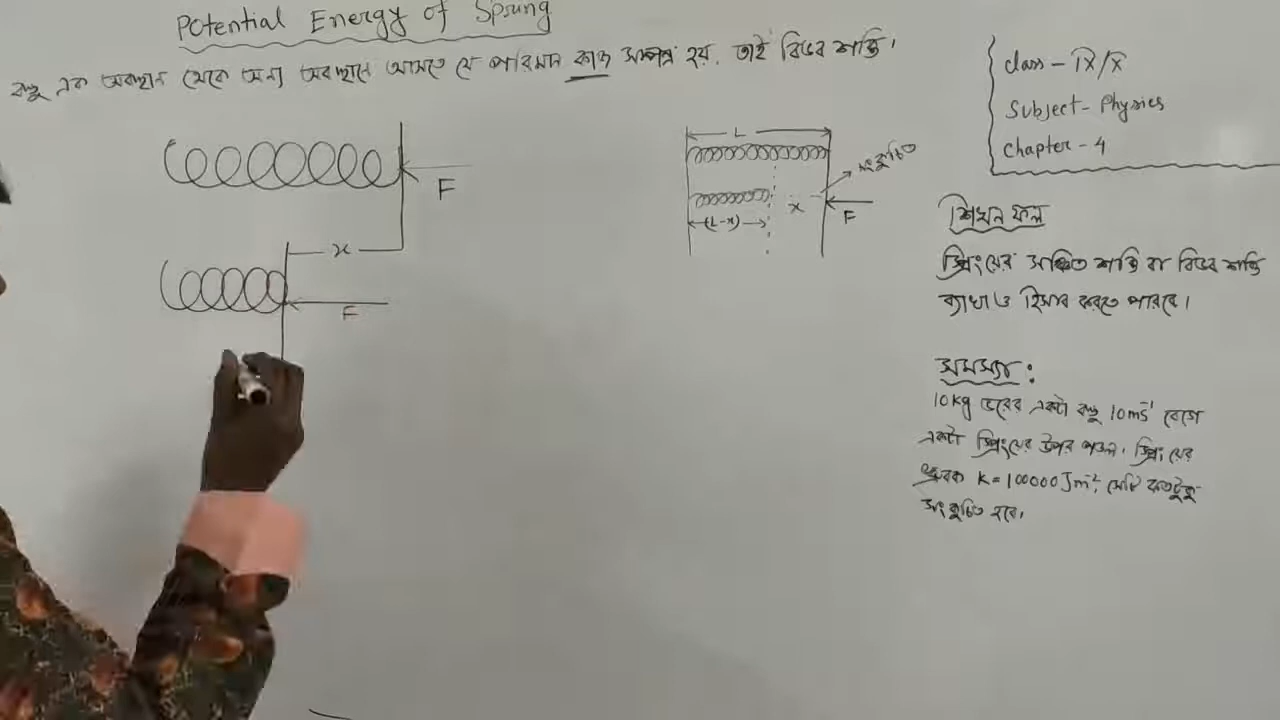 Potential Energy of Spring
বস্তু এক অবস্থান থেকে অন্য অবস্থানে আসতে যে পরিমান কাজ সম্পন্ন হয়, তাই বিভব শক্তি।
class - IX/X
Subject- Physics
Chapter - 4
F
x
F
L
সংকুচিত
(L-x)
x
F
শিখন ফল
স্প্রিংয়ের সঞ্চিত শক্তি বা বিভব শক্তি
ব্যাখা ও হিসাব করতে পারবে।
সমস্যা:
10kg ভরের একটা বস্তু 10ms⁻¹ বেগে
একটা স্প্রিংয়ের উপর পড়ল। স্প্রিংয়ের
ধ্রুবক K=100000Jm⁻², সেটি কতটুকু
সংকুচিত হবে।